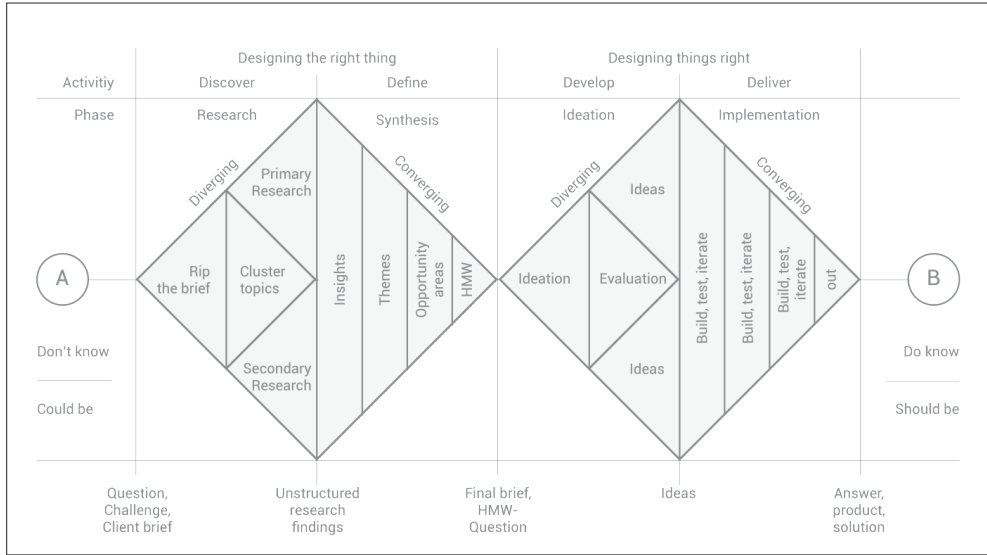 Designing the right thing
Designing things right
Activitiy
Discover
Define
Develop
Deliver
Phase
Research
Synthesis
Ideation
Implementation
Diverging
Converging
Diverging
Converging
Primary
Research
Ideas
A
Rip
the brief
Cluster
topics
Insights
Themes
Opportunity
areas
HMW
Ideation
Evaluation
Build, test, iterate
Build, test, iterate
Build, test,
iterate
out
B
Don't know
Do know
Secondary
Research
Ideas
Could be
Should be
Question,
Challenge,
Client brief
Unstructured
research
findings
Final brief,
HMW-
Question
Ideas
Answer,
product,
solution